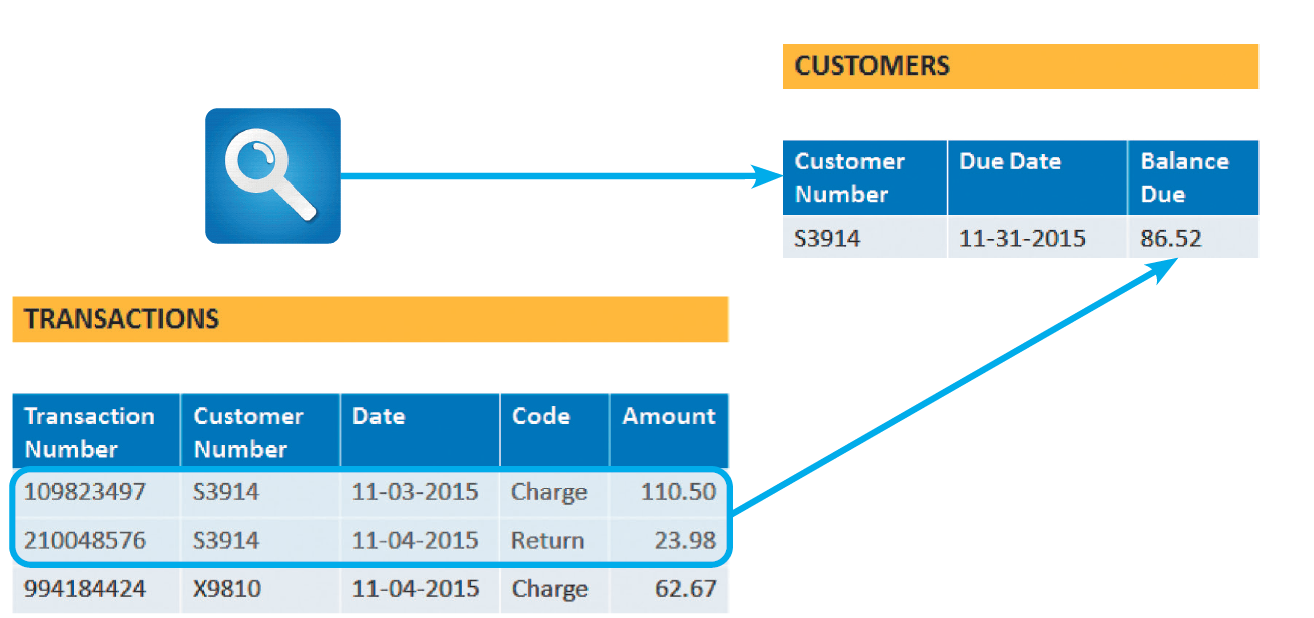 CUSTOMERS
Customer Number Due Date Balance Due
S3914 11-31-2015 86.52
TRANSACTIONS
Transaction Number Customer Number Date Code Amount
109823497 S3914 11-03-2015 Charge 110.50
210048576 S3914 11-04-2015 Return 23.98
994184424 X9810 11-04-2015 Charge 62.67